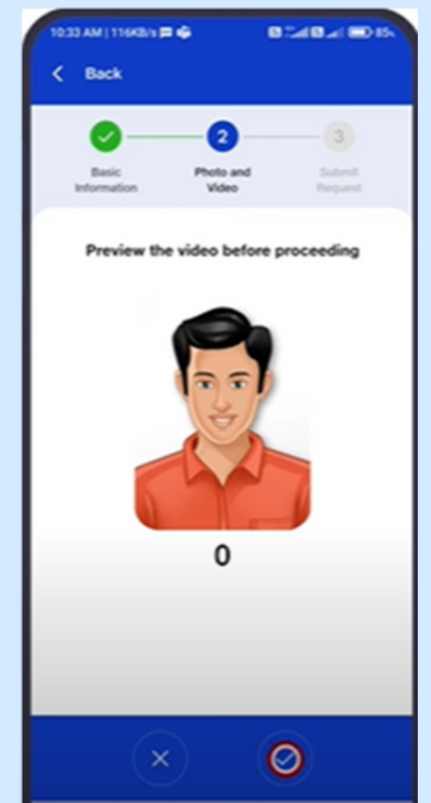 10:33 AM | 116KB/s
85%
Back
2
3
Basic
Information
Photo and
Video
Submit
Request
Preview the video before proceeding
0